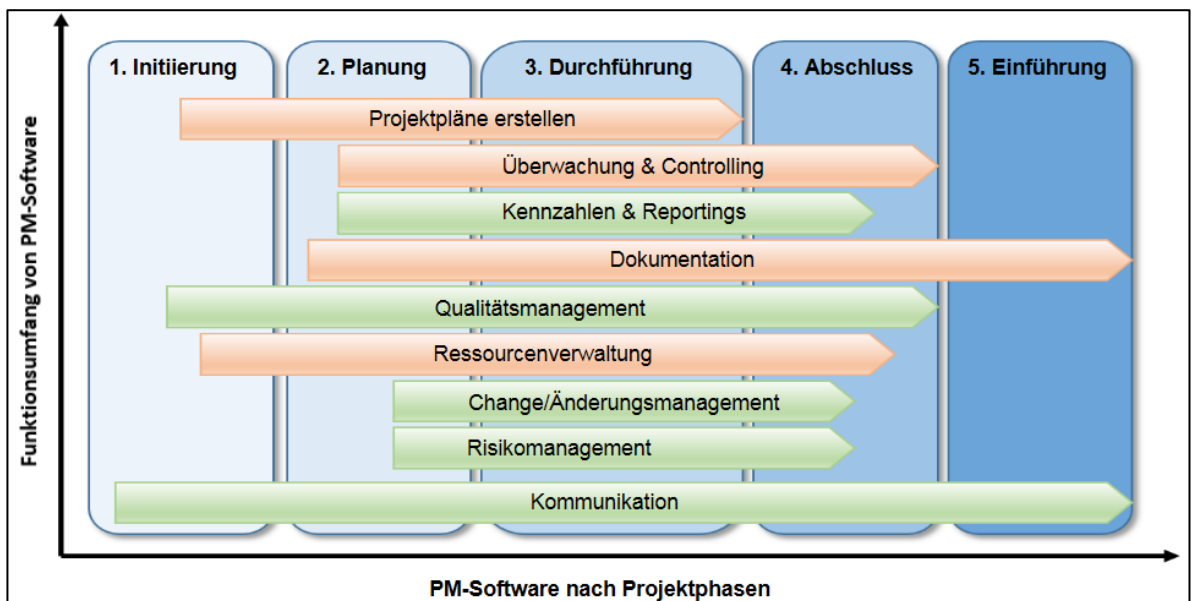 Funktionsumfang von PM-Software
1. Initiierung
2. Planung
3. Durchführung
4. Abschluss
5. Einführung
Projektpläne erstellen
Überwachung & Controlling
Kennzahlen & Reportings
Dokumentation
Qualitätsmanagement
Ressourcenverwaltung
Change/Änderungsmanagement
Risikomanagement
Kommunikation
PM-Software nach Projektphasen